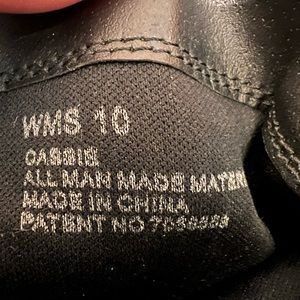 WMS 10
CASSIE
ALL MAN MADE MATER
MADE IN CHINA
PATENT NO